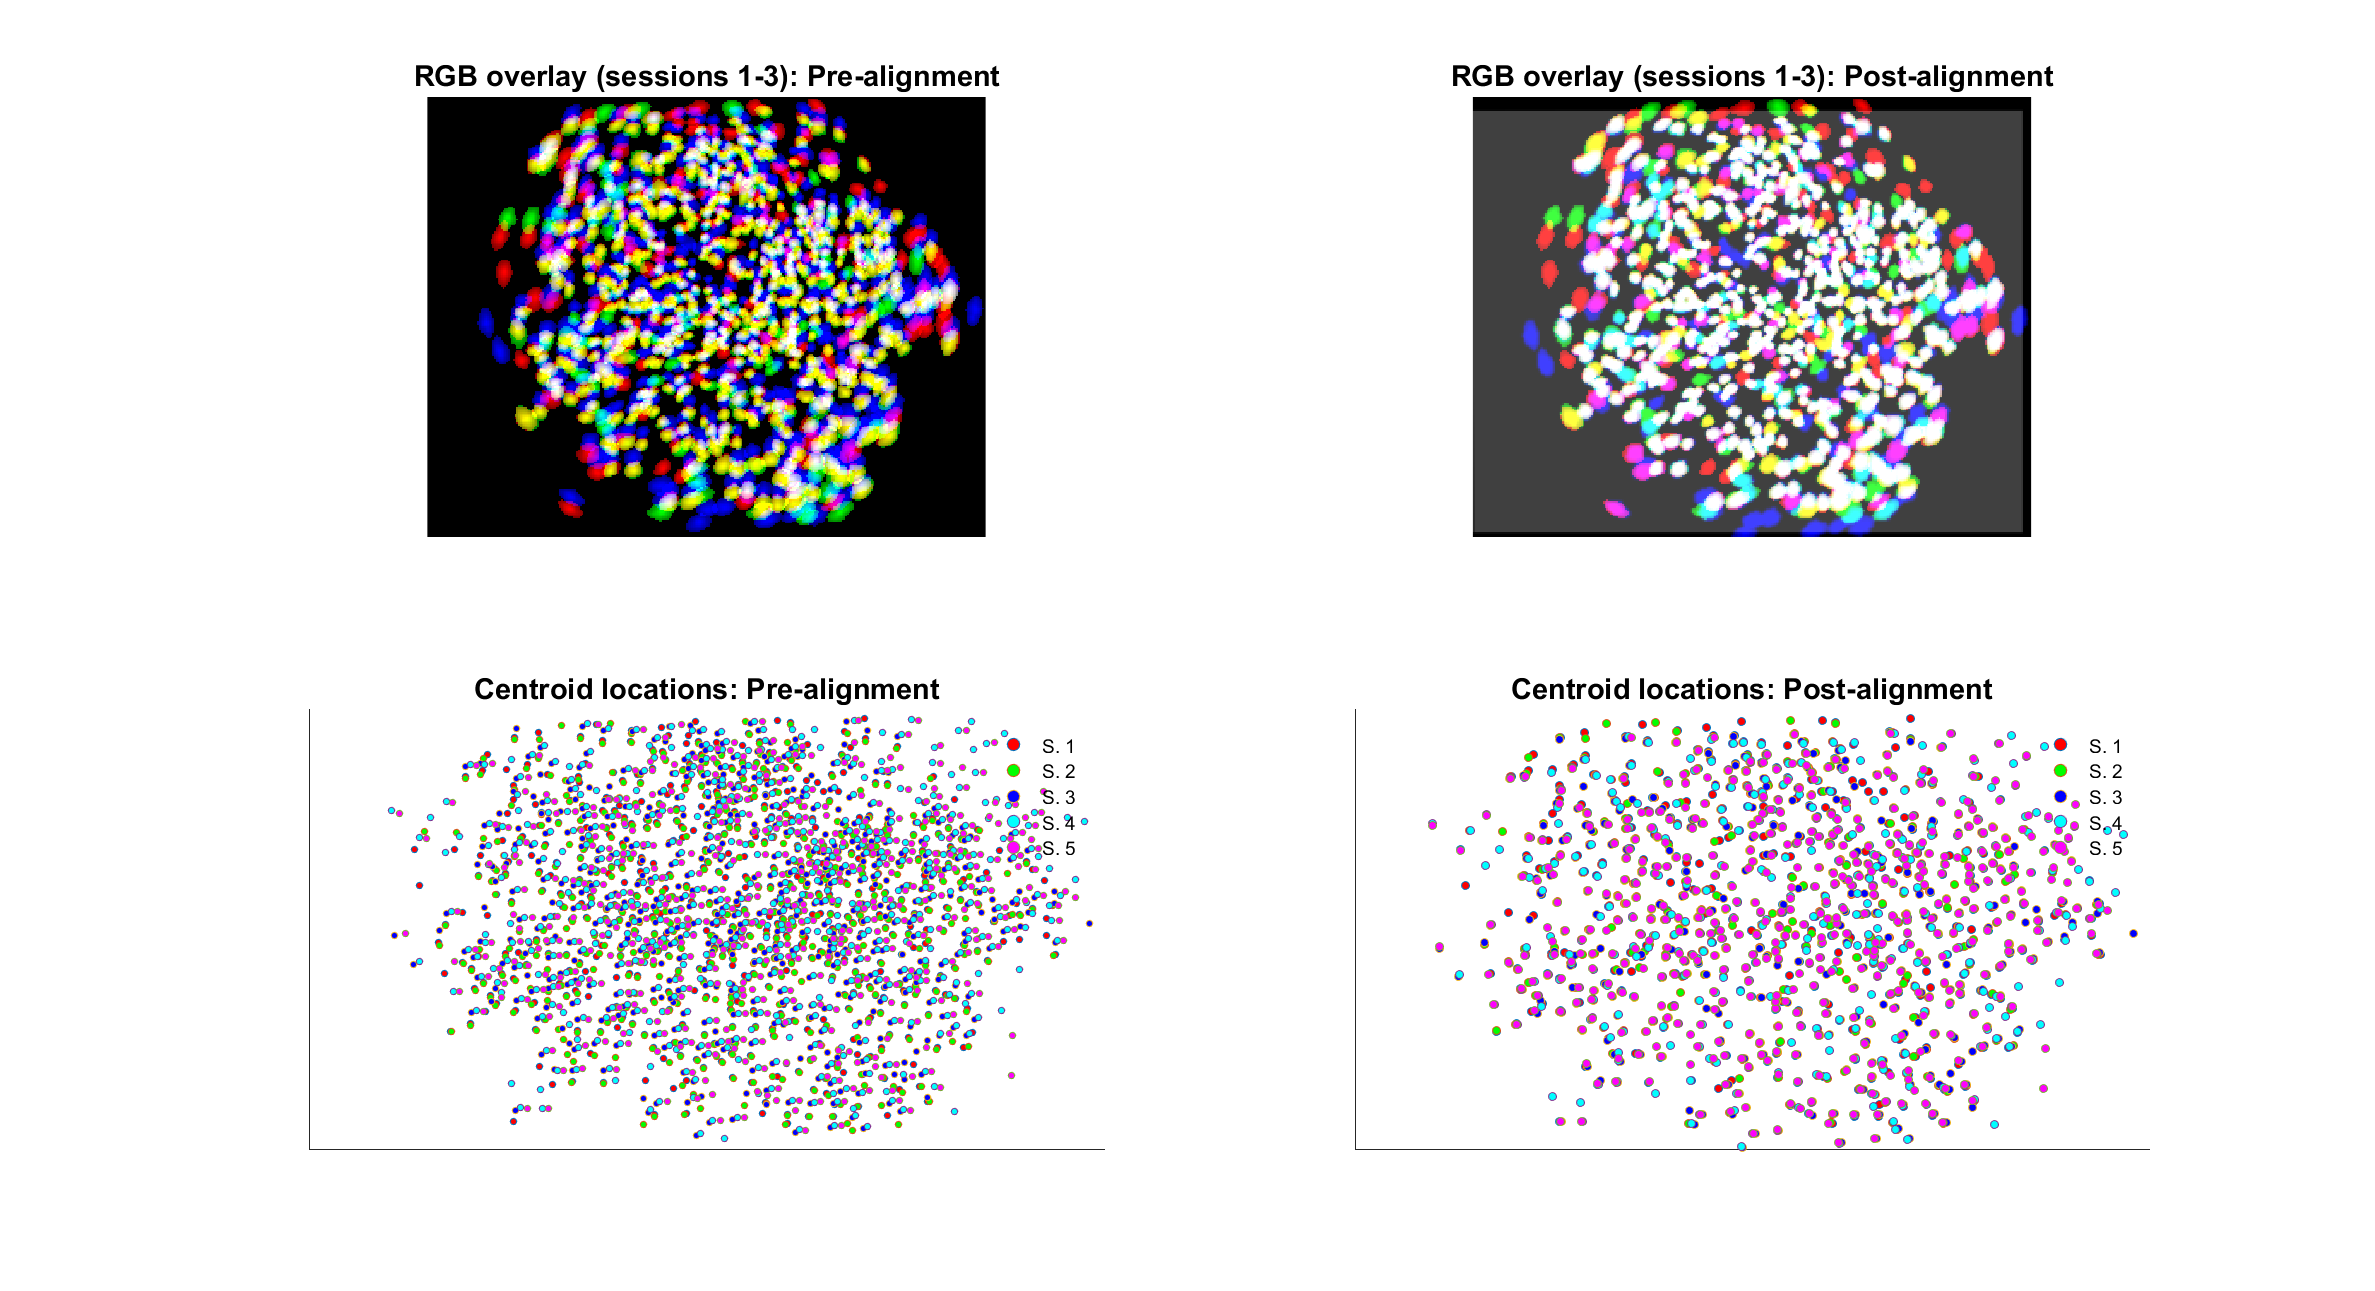 RGB overlay (sessions 1-3): Pre-alignment
RGB overlay (sessions 1-3): Post-alignment
Centroid locations: Pre-alignment
S. 1
S. 2
S. 3
S. 4
S. 5
Centroid locations: Post-alignment
S. 1
S. 2
S. 3
S. 4
S. 5